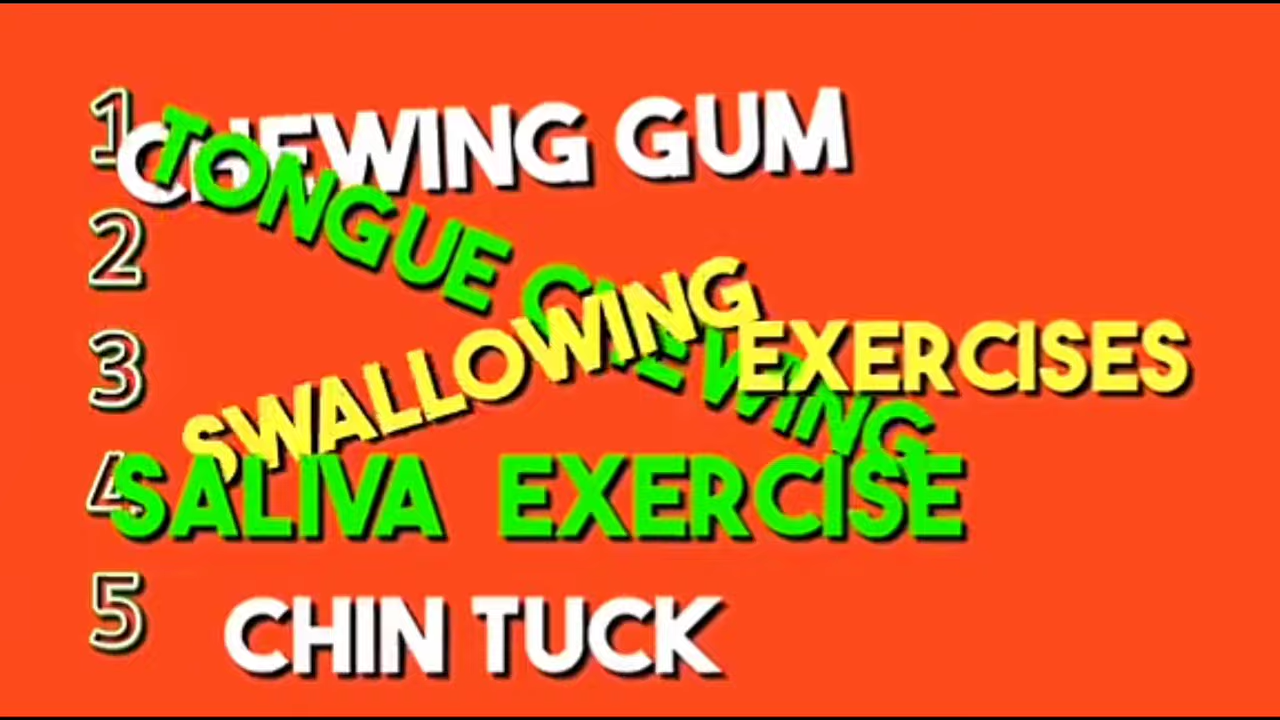 1 CHEWING GUM
2 TONGUE CHEWING
3 SWALLOWING EXERCISES
4 SALIVA EXERCISE
5 CHIN TUCK